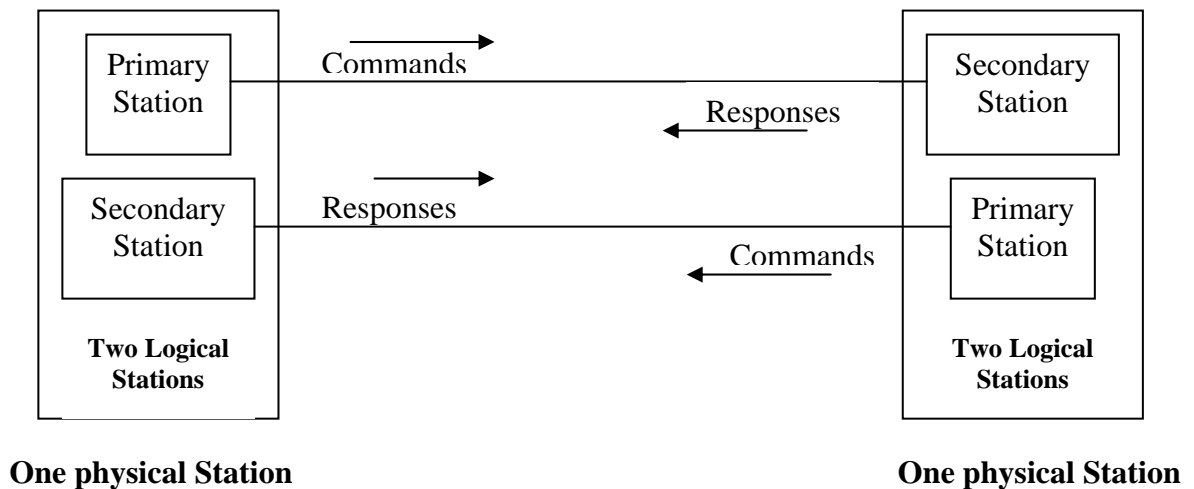 Primary
Station
Commands
Secondary
Station
Responses
Secondary
Station
Responses
Primary
Station
Commands
Two Logical
Stations
Two Logical
Stations
One physical Station
One physical Station